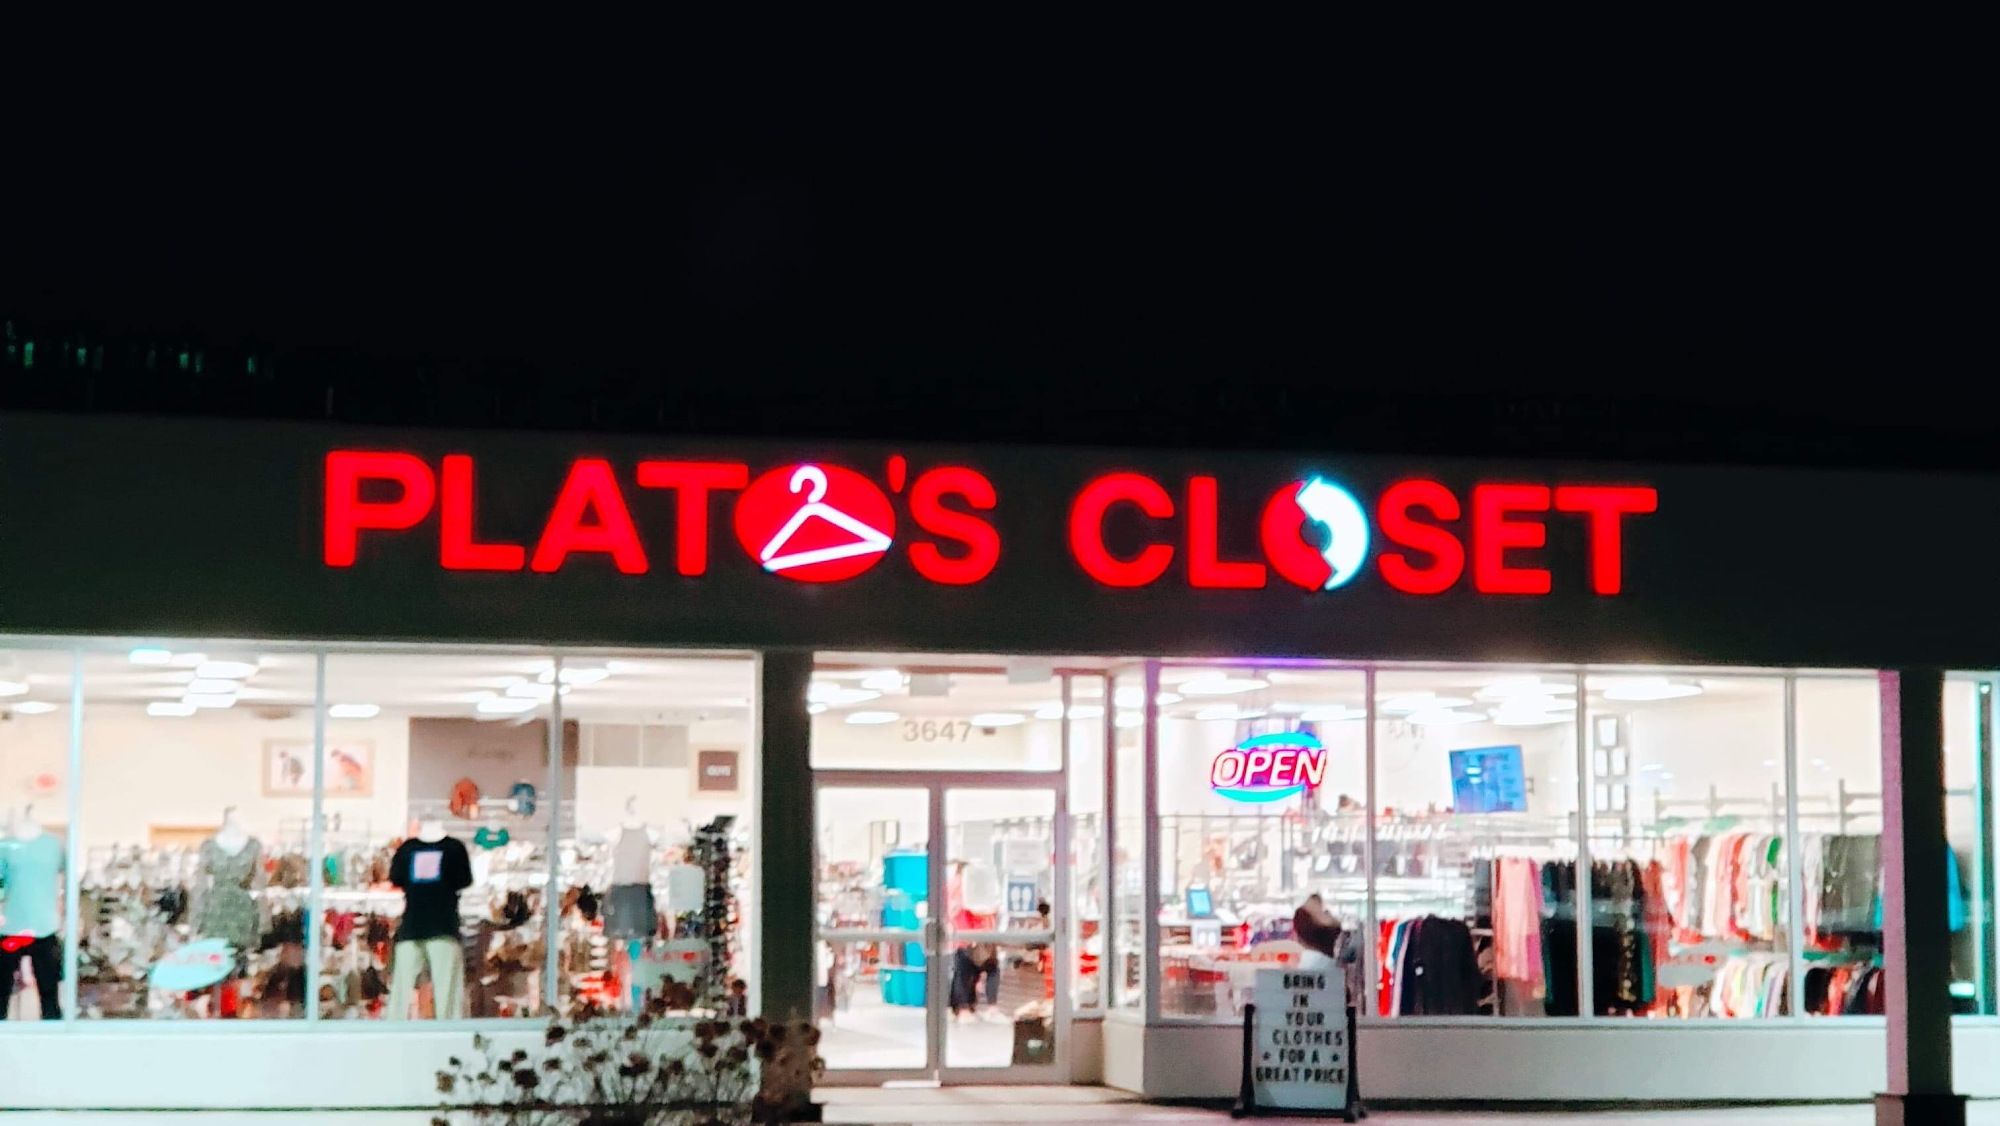 PLATO'S CLOSET
3647
OPEN
BRING
IN
YOUR
CLOTHES
FOR A
GREAT PRICE